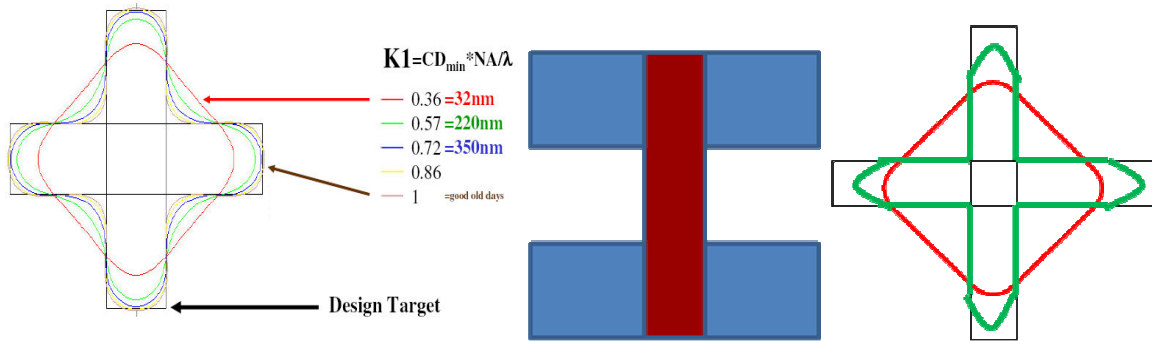 K1=CDmin*NA/λ
0.36 =32nm
0.57 =220nm
0.72 =350nm
0.86
1 =good old days
Design Target